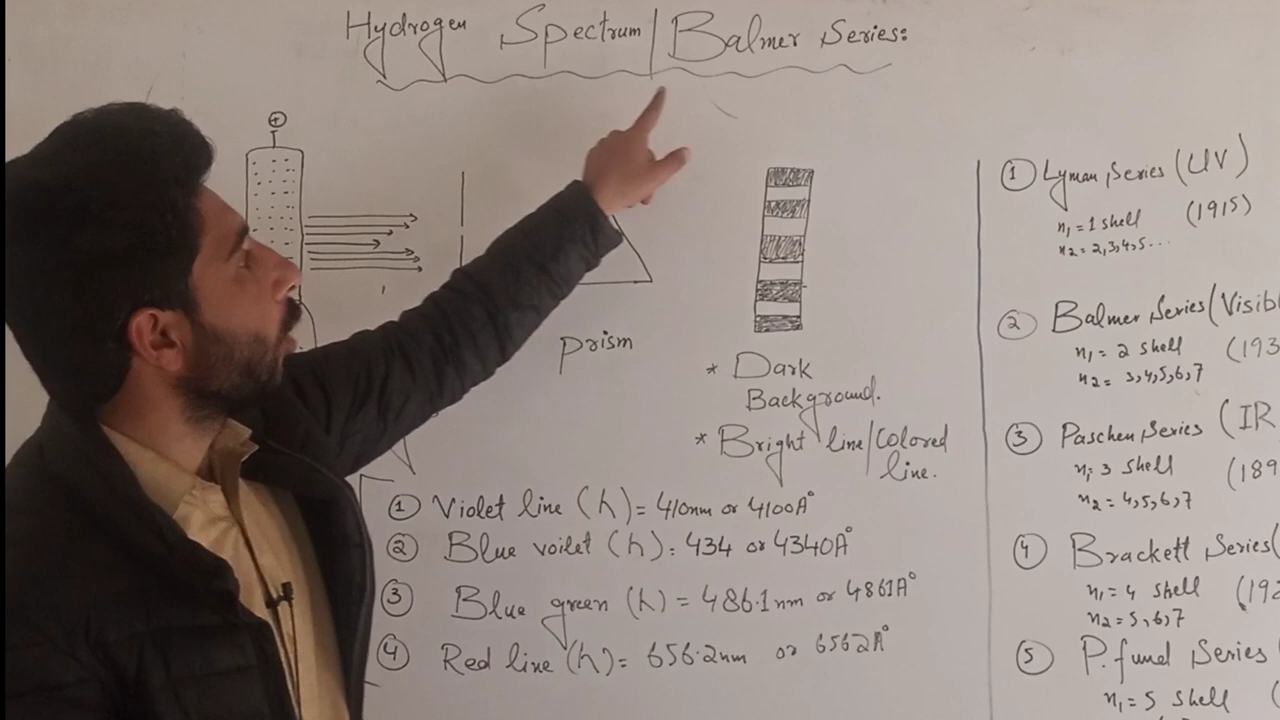 Hydrogen Spectrum / Balmer Series:
+
prism
* Dark
Background.
* Bright line/Colored
line.
① Violet line (λ) = 410nm or 4100A°
② Blue voilet (λ). 434 or 4340A°
③ Blue green (λ) = 486.1nm or 4861A°
④ Red line (λ) = 656.2nm or 6562A°
① Lyman Series (UV)
n₁ = 1 shell (1915)
n₂ = 2,3,4,5...
② Balmer Series (Visib
n₁ = 2 shell (193
n₂ = 3,4,5,6,7
③ Paschen Series (IR
n₁ 3 shell (189
n₂ = 4,5,6,7
④ Brackett Series (
n₁ = 4 shell (192
n₂ = 5,6,7
⑤ P.fund Series (
n₁ = 5 shell (